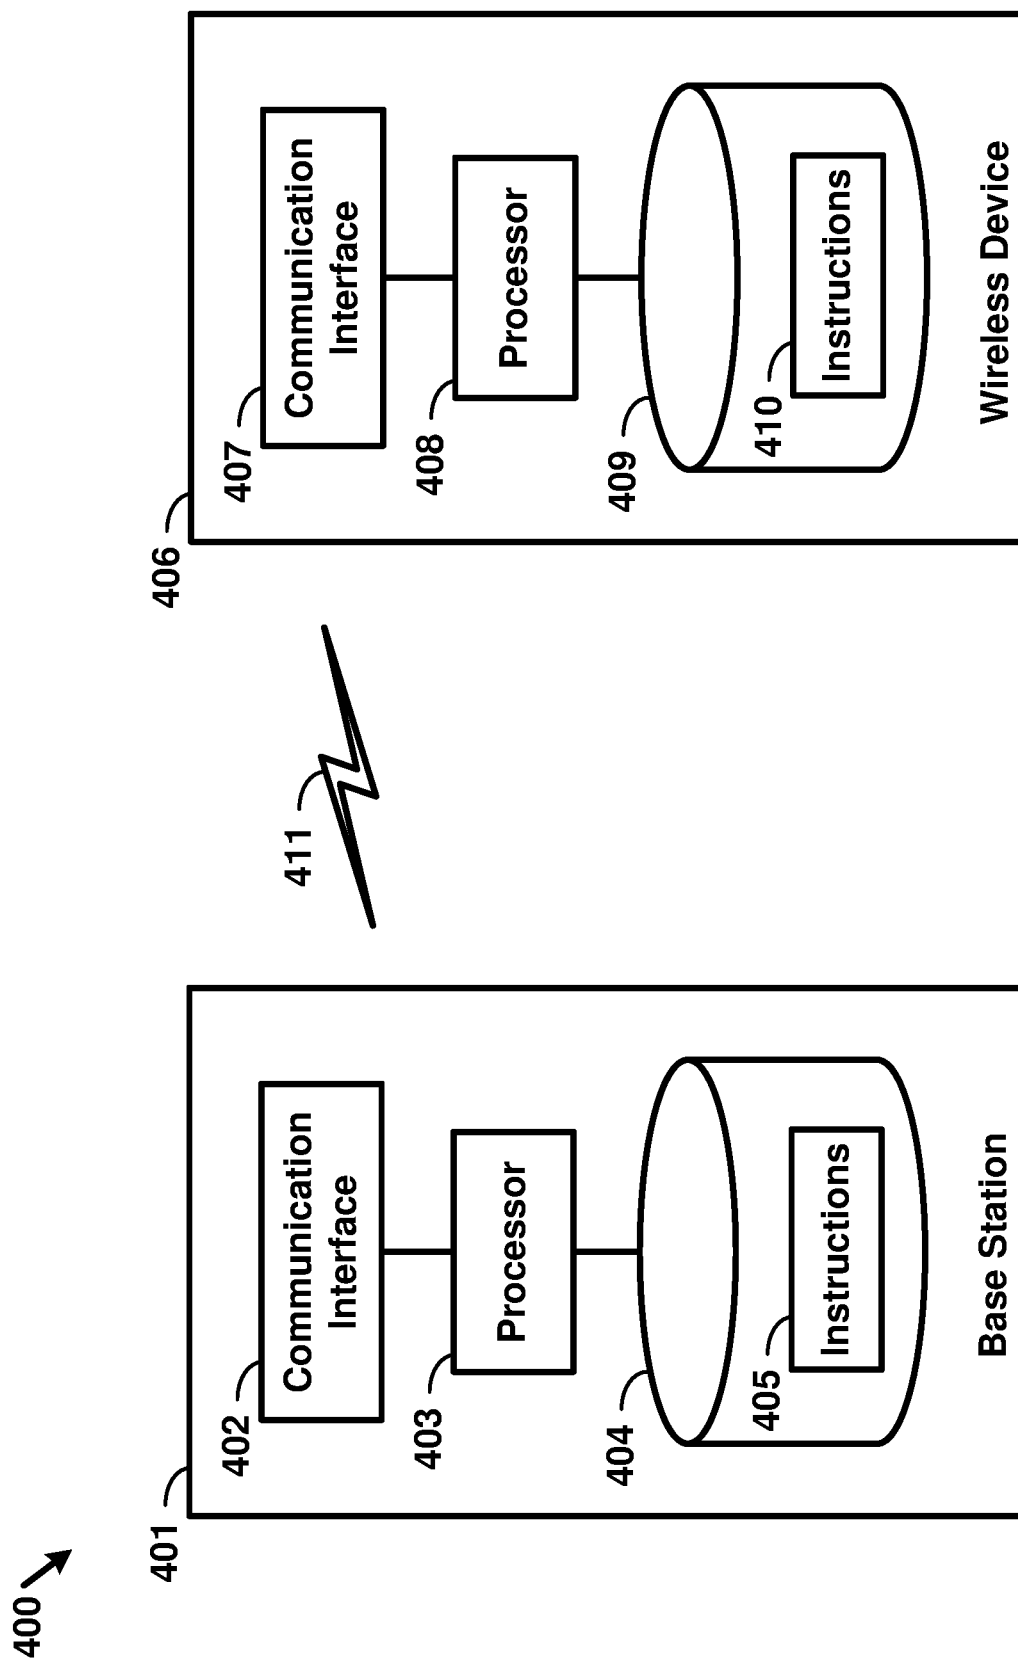 400
401
402
Communication
Interface
403
Processor
404
405
Instructions
Base Station
411
406
407
Communication
Interface
408
Processor
409
410
Instructions
Wireless Device